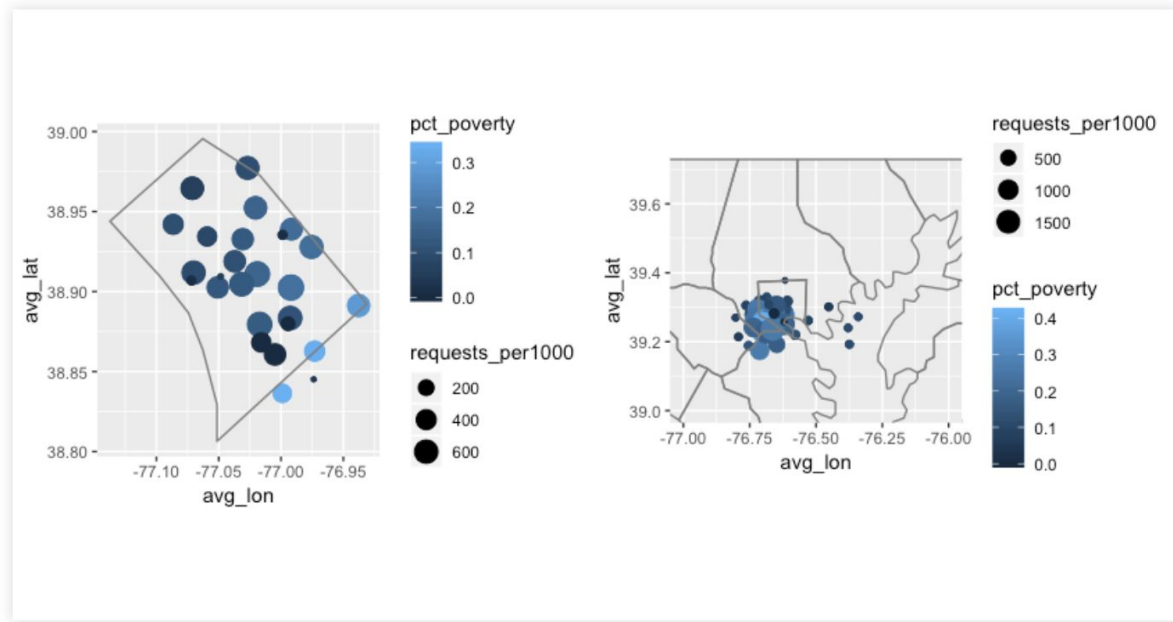 pct_poverty
0.3
0.2
0.1
0.0
requests_per1000
200
400
600
39.00
38.95
38.90
38.85
38.80
avg_lat
-77.10 -77.05 -77.00 -76.95
avg_lon
requests_per1000
500
1000
1500
pct_poverty
0.4
0.3
0.2
0.1
0.0
39.6
39.4
39.2
39.0
avg_lat
-77.00 -76.75 -76.50 -76.25 -76.00
avg_lon